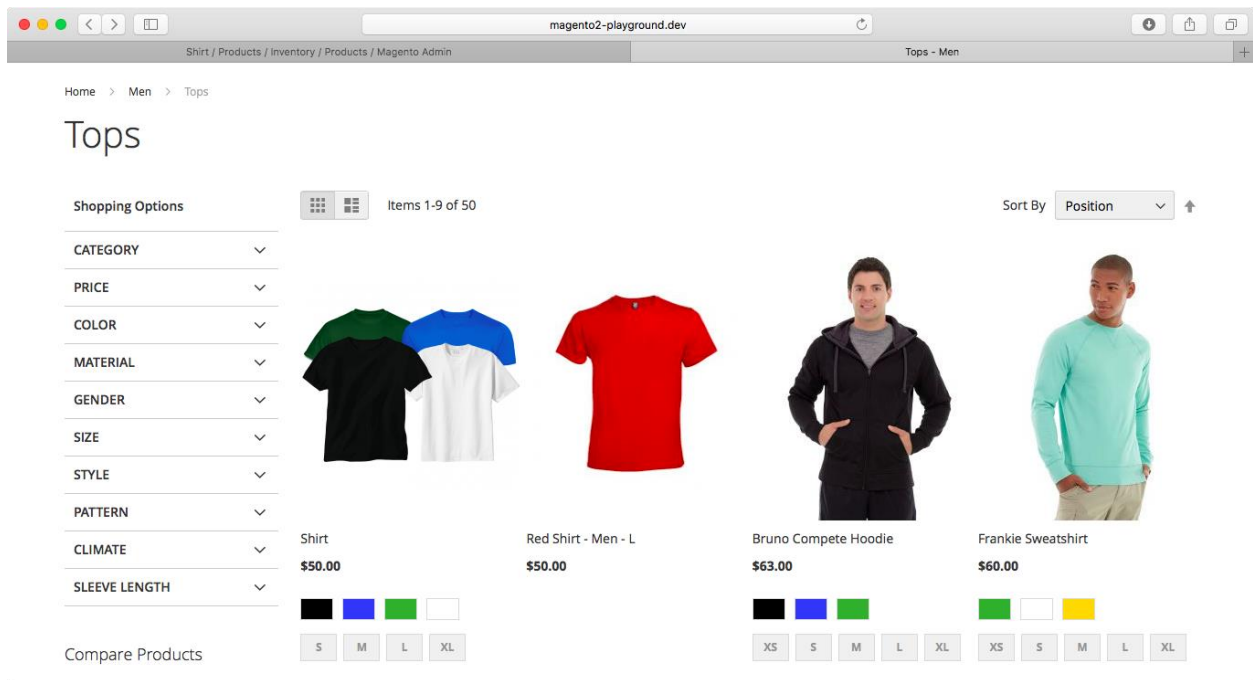 magento2-playground.dev
Shirt / Products / Inventory / Products / Magento Admin
Tops - Men
Home > Men > Tops
Tops
Shopping Options
Items 1-9 of 50
Sort By Position
CATEGORY
PRICE
COLOR
MATERIAL
GENDER
SIZE
STYLE
PATTERN
CLIMATE
SLEEVE LENGTH
Compare Products
Shirt
$50.00
S M L XL
Red Shirt - Men - L
$50.00
Bruno Compete Hoodie
$63.00
XS S M L XL
Frankie Sweatshirt
$60.00
XS S M L XL